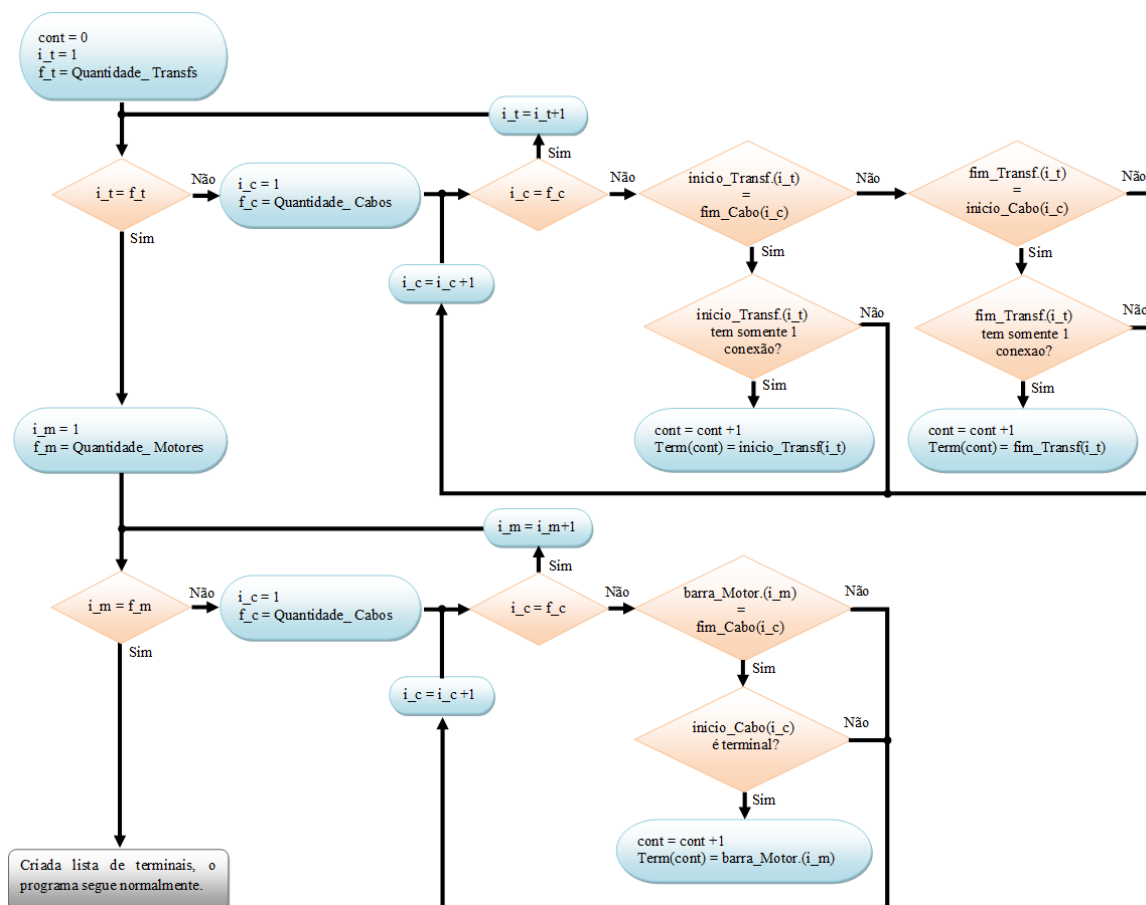 cont = 0
i_t = 1
f_t = Quantidade_ Transfs
i_t = i_t+1
Sim
i_t = f_t
Não
i_c = 1
f_c = Quantidade_ Cabos
i_c = f_c
Não
inicio_Transf.(i_t)
=
fim_Cabo(i_c)
Não
fim_Transf.(i_t)
=
inicio_Cabo(i_c)
Não
Sim
Sim
Sim
i_c = i_c +1
inicio_Transf.(i_t)
tem somente 1
conexão?
Não
fim_Transf.(i_t)
tem somente 1
conexao?
Não
Sim
Sim
i_m = 1
f_m = Quantidade_ Motores
cont = cont +1
Term(cont) = inicio_Transf(i_t)
cont = cont +1
Term(cont) = fim_Transf(i_t)
i_m = i_m+1
Sim
i_m = f_m
Não
i_c = 1
f_c = Quantidade_ Cabos
i_c = f_c
Não
barra_Motor.(i_m)
=
fim_Cabo(i_c)
Não
Sim
Sim
i_c = i_c +1
inicio_Cabo(i_c)
é terminal?
Não
Sim
cont = cont +1
Term(cont) = barra_Motor.(i_m)
Criada lista de terminais, o
programa segue normalmente.